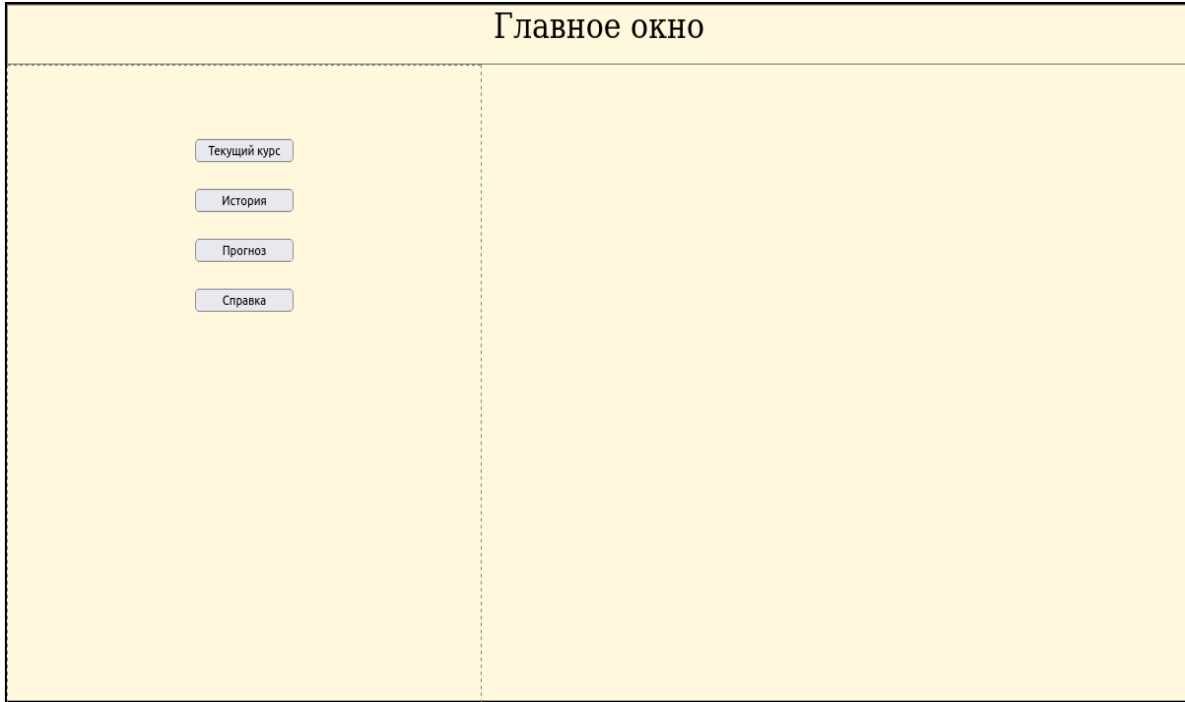 Главное окно
Текущий курс
История
Прогноз
Справка